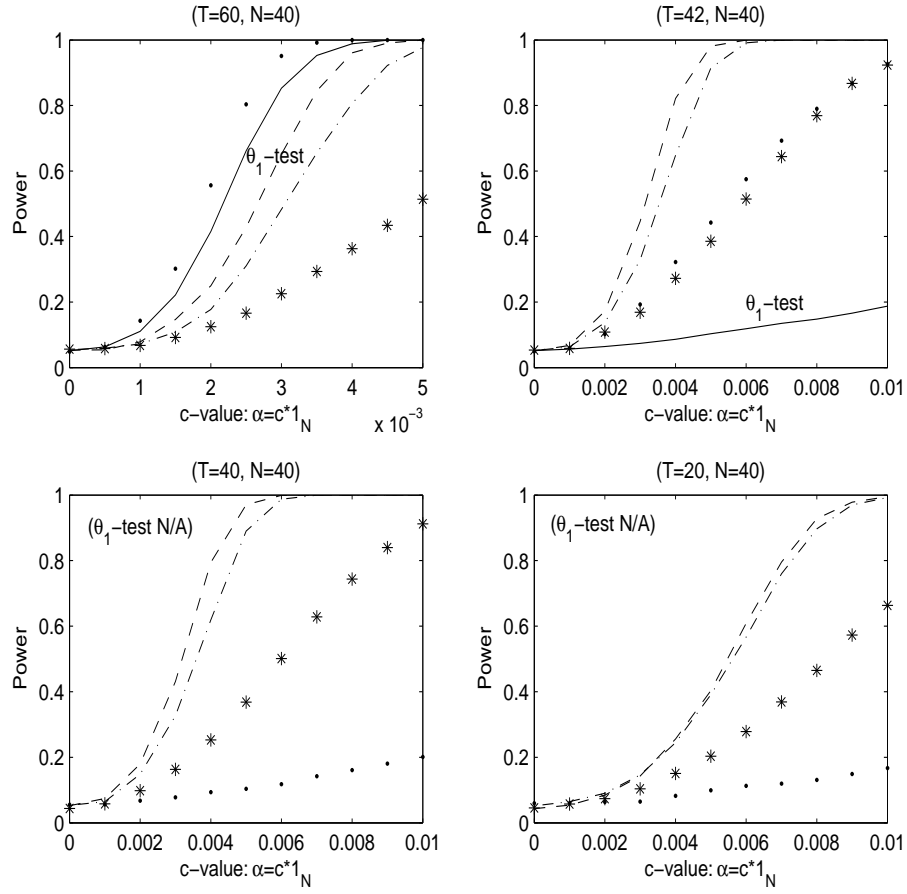 (T=60, N=40)
Power
1
0.8
0.6
0.4
0.2
0
θ₁−test
0 1 2 3 4 5
c−value: α=c*1_N
x 10⁻³
(T=42, N=40)
Power
1
0.8
0.6
0.4
0.2
0
θ₁−test
0 0.002 0.004 0.006 0.008 0.01
c−value: α=c*1_N
(T=40, N=40)
Power
1
0.8
0.6
0.4
0.2
0
(θ₁−test N/A)
0 0.002 0.004 0.006 0.008 0.01
c−value: α=c*1_N
(T=20, N=40)
Power
1
0.8
0.6
0.4
0.2
0
(θ₁−test N/A)
0 0.002 0.004 0.006 0.008 0.01
c−value: α=c*1_N